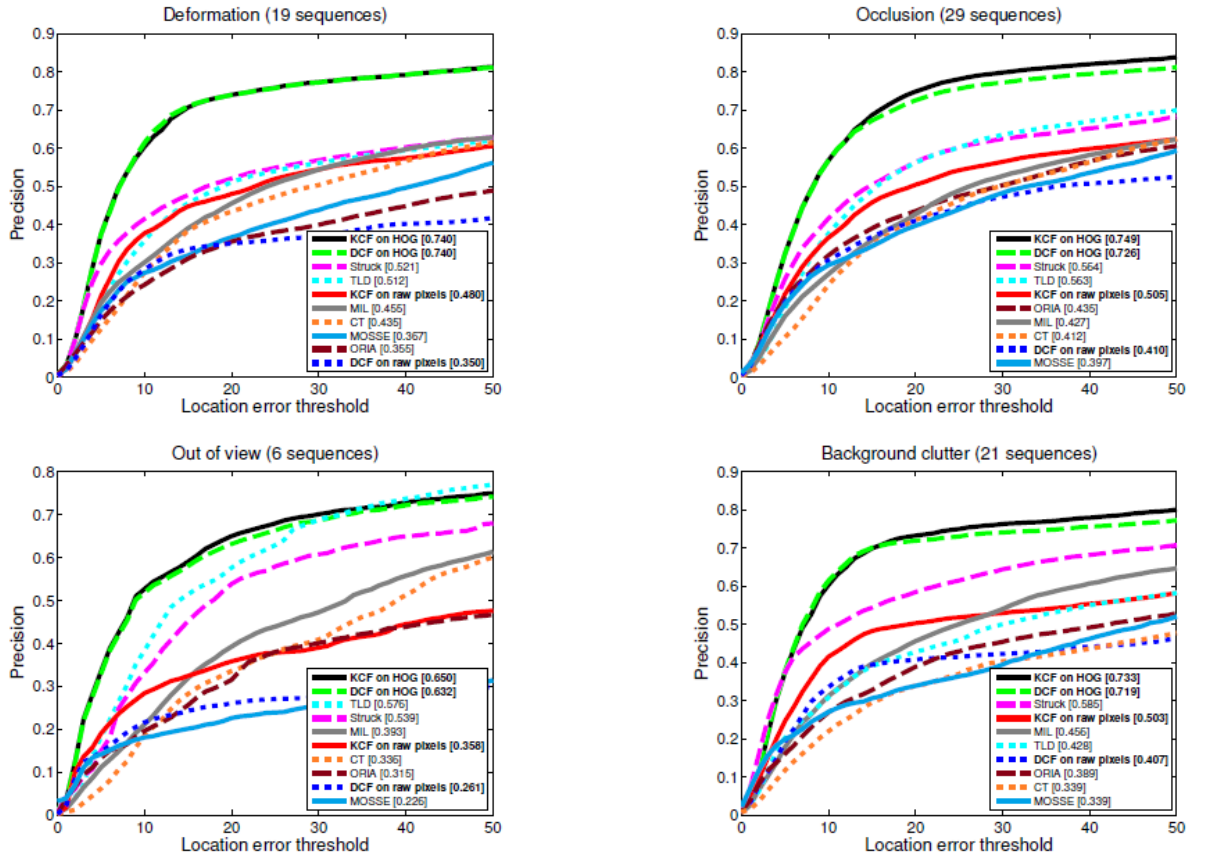 Deformation (19 sequences)
0.9
0.8
0.7
0.6
0.5
0.4
0.3
0.2
0.1
0
Precision
KCF on HOG [0.740]
DCF on HOG [0.740]
Struck [0.521]
TLD [0.512]
KCF on raw pixels [0.480]
MIL [0.455]
CT [0.435]
MOSSE [0.367]
ORIA [0.355]
DCF on raw pixels [0.350]
0 10 20 30 40 50
Location error threshold
Occlusion (29 sequences)
0.9
0.8
0.7
0.6
0.5
0.4
0.3
0.2
0.1
0
Precision
KCF on HOG [0.749]
DCF on HOG [0.726]
Struck [0.564]
TLD [0.563]
KCF on raw pixels [0.505]
ORIA [0.435]
MIL [0.427]
CT [0.412]
DCF on raw pixels [0.410]
MOSSE [0.397]
0 10 20 30 40 50
Location error threshold
Out of view (6 sequences)
0.8
0.7
0.6
0.5
0.4
0.3
0.2
0.1
0
Precision
KCF on HOG [0.650]
DCF on HOG [0.632]
TLD [0.576]
Struck [0.539]
MIL [0.393]
KCF on raw pixels [0.358]
CT [0.336]
ORIA [0.315]
DCF on raw pixels [0.261]
MOSSE [0.226]
0 10 20 30 40 50
Location error threshold
Background clutter (21 sequences)
0.9
0.8
0.7
0.6
0.5
0.4
0.3
0.2
0.1
0
Precision
KCF on HOG [0.733]
DCF on HOG [0.719]
Struck [0.585]
KCF on raw pixels [0.503]
MIL [0.456]
TLD [0.428]
DCF on raw pixels [0.407]
ORIA [0.389]
CT [0.339]
MOSSE [0.339]
0 10 20 30 40 50
Location error threshold